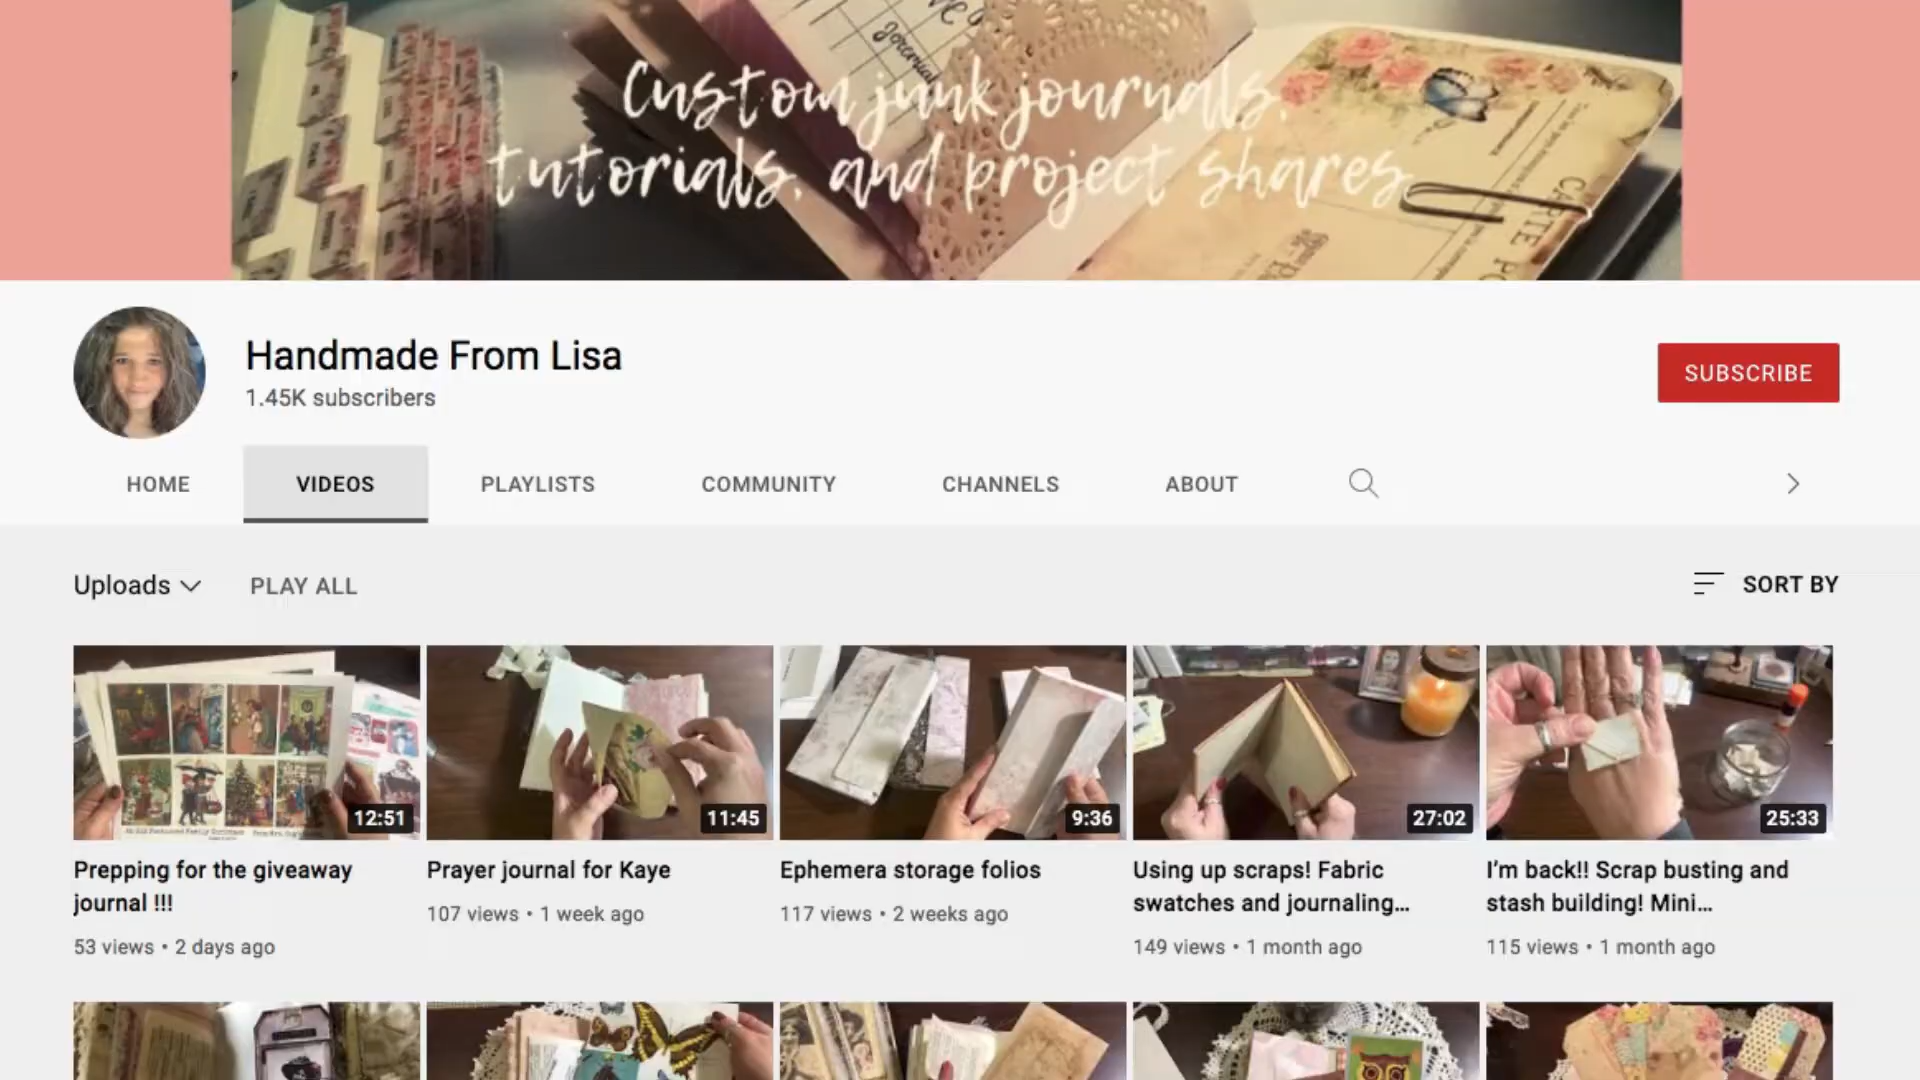 Custom junk journals,
tutorials, and project shares
Handmade From Lisa
1.45K subscribers
SUBSCRIBE
HOME
VIDEOS
PLAYLISTS
COMMUNITY
CHANNELS
ABOUT
Uploads
PLAY ALL
SORT BY
12:51
11:45
9:36
27:02
25:33
Prepping for the giveaway
journal !!!
53 views • 2 days ago
Prayer journal for Kaye
107 views • 1 week ago
Ephemera storage folios
117 views • 2 weeks ago
Using up scraps! Fabric
swatches and journaling...
149 views • 1 month ago
I’m back!! Scrap busting and
stash building! Mini...
115 views • 1 month ago